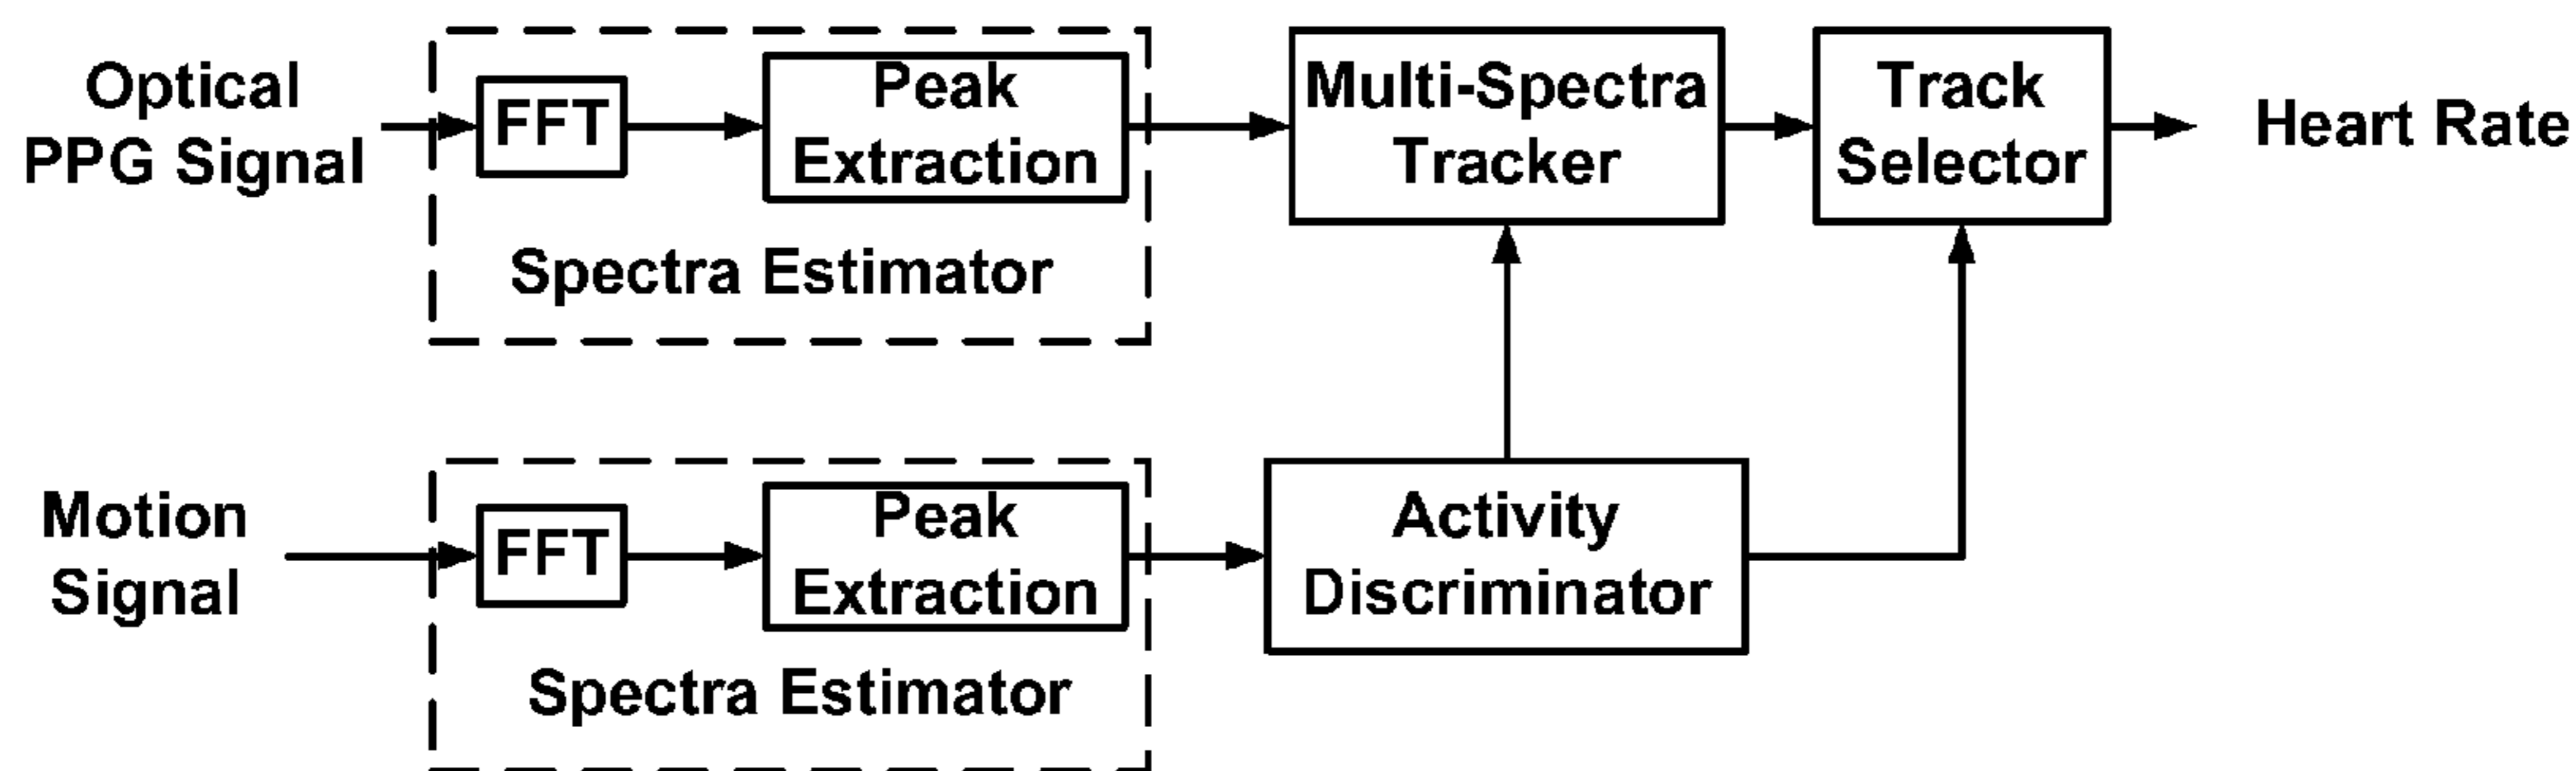 Optical
PPG Signal
FFT
Peak
Extraction
Spectra Estimator
Multi-Spectra
Tracker
Track
Selector
Heart Rate
Motion
Signal
FFT
Peak
Extraction
Spectra Estimator
Activity
Discriminator